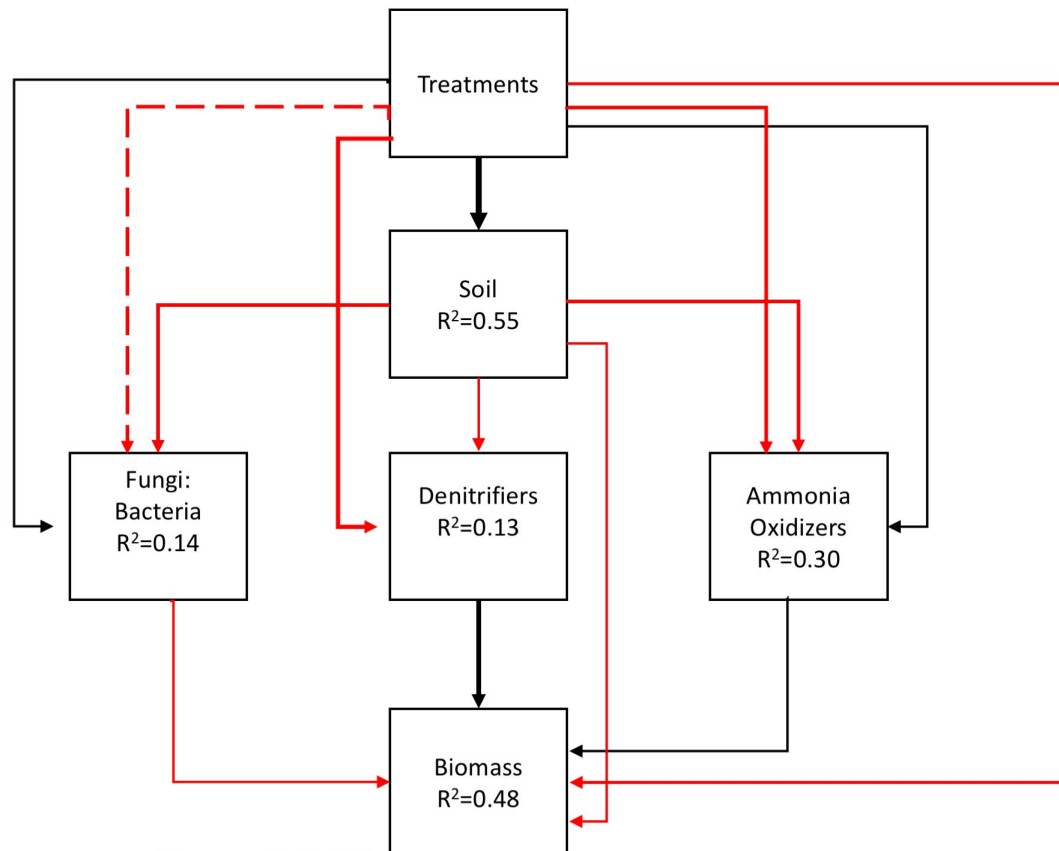 Treatments
Soil
R²=0.55
Fungi:
Bacteria
R²=0.14
Denitrifiers
R²=0.13
Ammonia
Oxidizers
R²=0.30
Biomass
R²=0.48